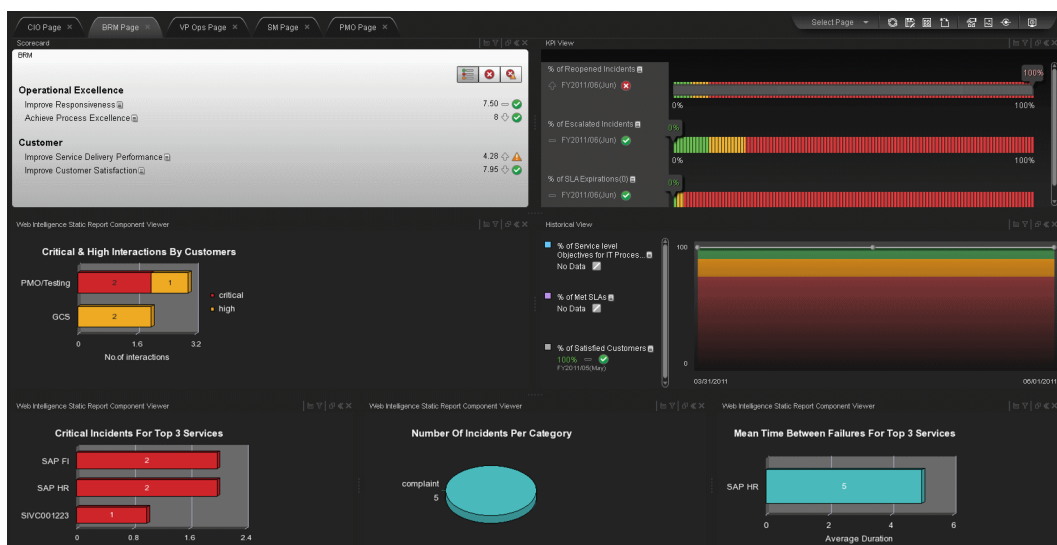 CIO Page
BRM Page
VP Ops Page
SM Page
PMO Page
Select Page
Scorecard
BRM
Operational Excellence
Improve Responsiveness 7.50
Achieve Process Excellence 8
Customer
Improve Service Delivery Performance 4.28
Improve Customer Satisfaction 7.95
KPI View
% of Reopened Incidents
FY2011/06(Jun)
100%
0% 100%
% of Escalated Incidents
FY2011/06(Jun)
0%
0% 100%
% of SLA Expirations(0)
FY2011/06(Jun)
0%
Web Intelligence Static Report Component Viewer
Critical & High Interactions By Customers
PMO/Testing 2 1
GCS 2
critical
high
0 1.6 3.2
No.of interactions
Historical View
% of Service level
Objectives for IT Proces...
No Data
% of Met SLAs
No Data
% of Satisfied Customers
100%
FY2011/05(May)
100
0
03/31/2011 06/01/2011
Web Intelligence Static Report Component Viewer
Critical Incidents For Top 3 Services
SAP FI 2
SAP HR 2
SIVC001223 1
0 0.8 1.6 2.4
Web Intelligence Static Report Component Viewer
Number Of Incidents Per Category
complaint
5
Web Intelligence Static Report Component Viewer
Mean Time Between Failures For Top 3 Services
SAP HR 5
0 2 4 6
Average Duration